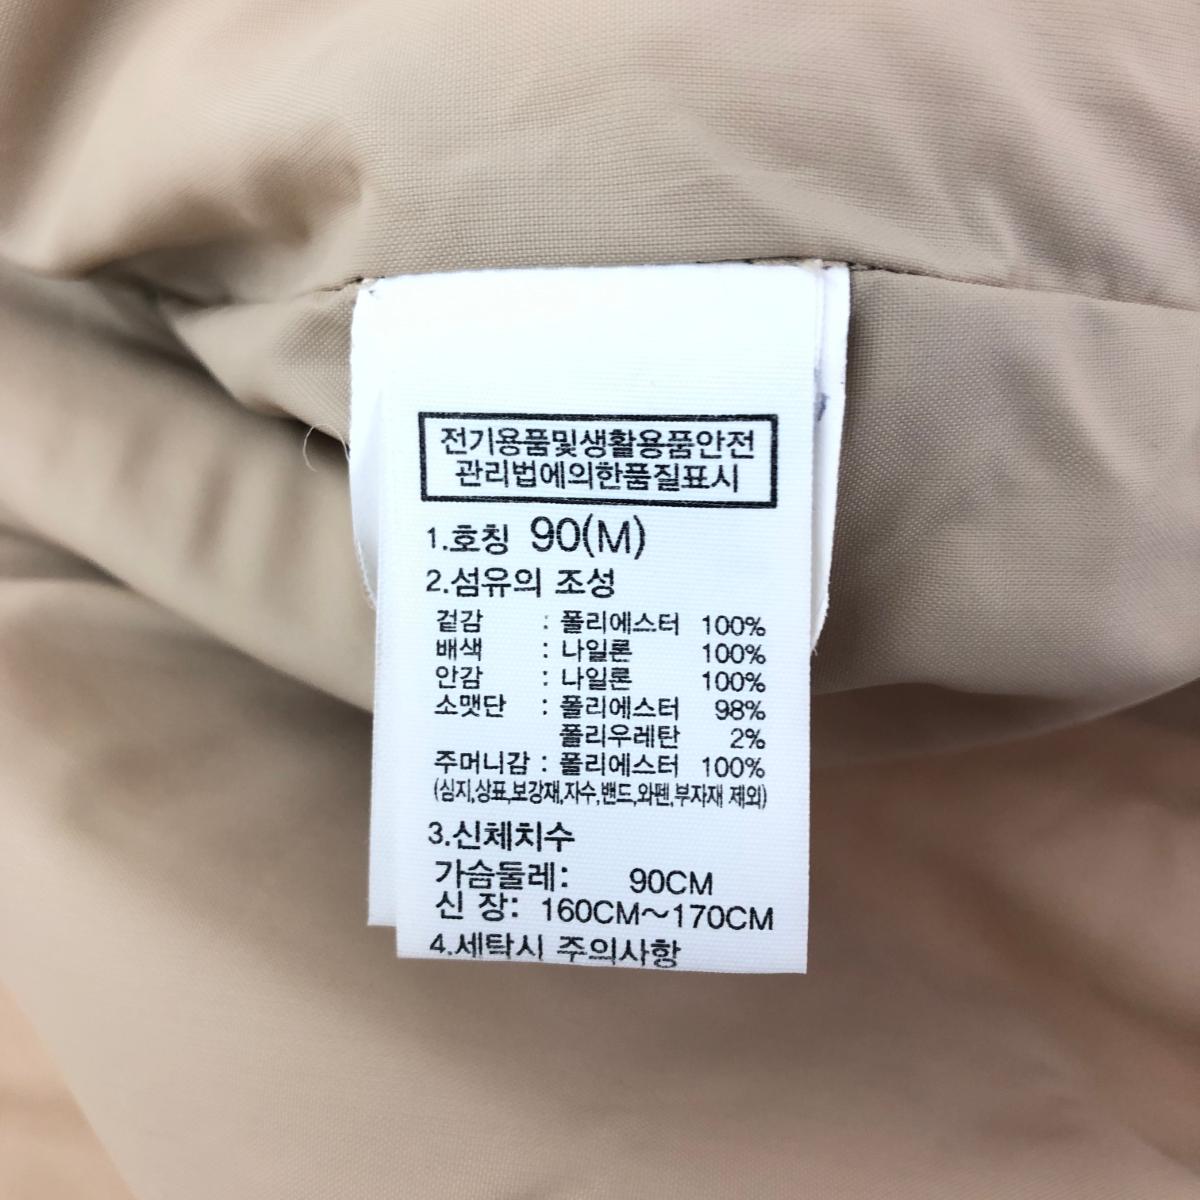 전기용품및생활용품안전
관리법에의한품질표시
1.호칭 90(M)
2.섬유의 조성
겉감 : 폴리에스터 100%
배색 : 나일론 100%
안감 : 나일론 100%
소맷단 : 폴리에스터 98%
폴리우레탄 2%
주머니감 : 폴리에스터 100%
(심지,상표,보강재,자수,밴드,와펜,부자재 제외)
3.신체치수
가슴둘레: 90CM
신 장: 160CM~170CM
4.세탁시 주의사항